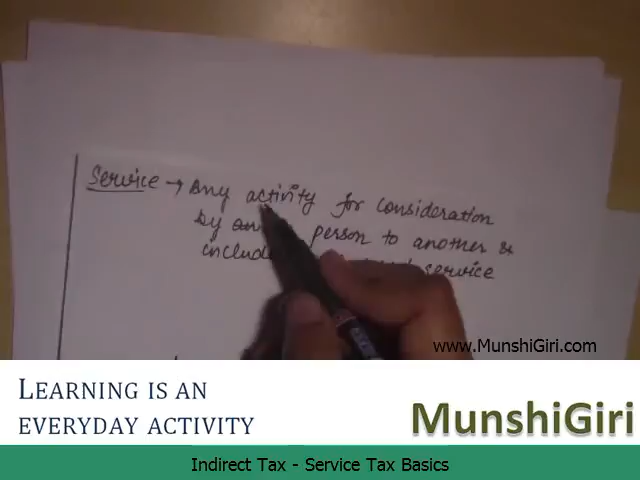 Service → Any activity for consideration
by person to another &
include service
www.MunshiGiri.com
LEARNING IS AN
EVERYDAY ACTIVITY
MunshiGiri
Indirect Tax - Service Tax Basics